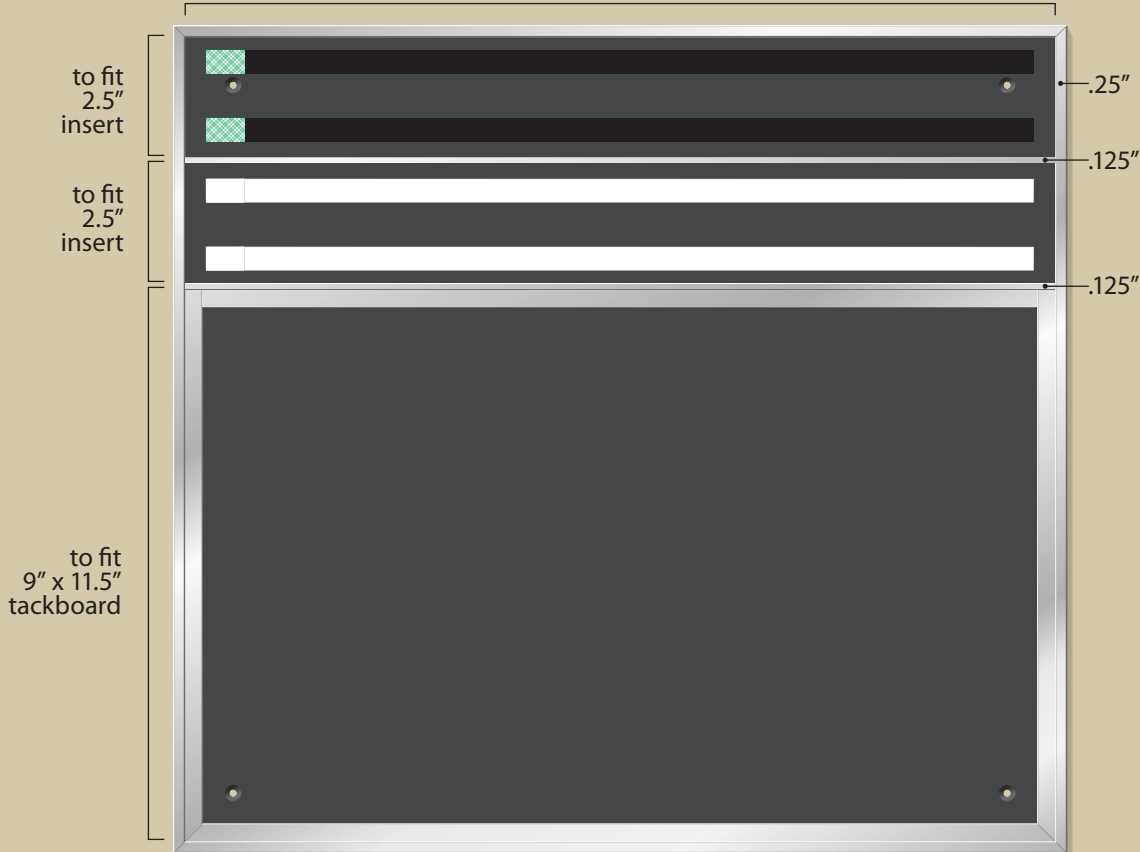 to fit
2.5”
insert
.25”
.125”
to fit
2.5”
insert
.125”
to fit
9” x 11.5”
tackboard